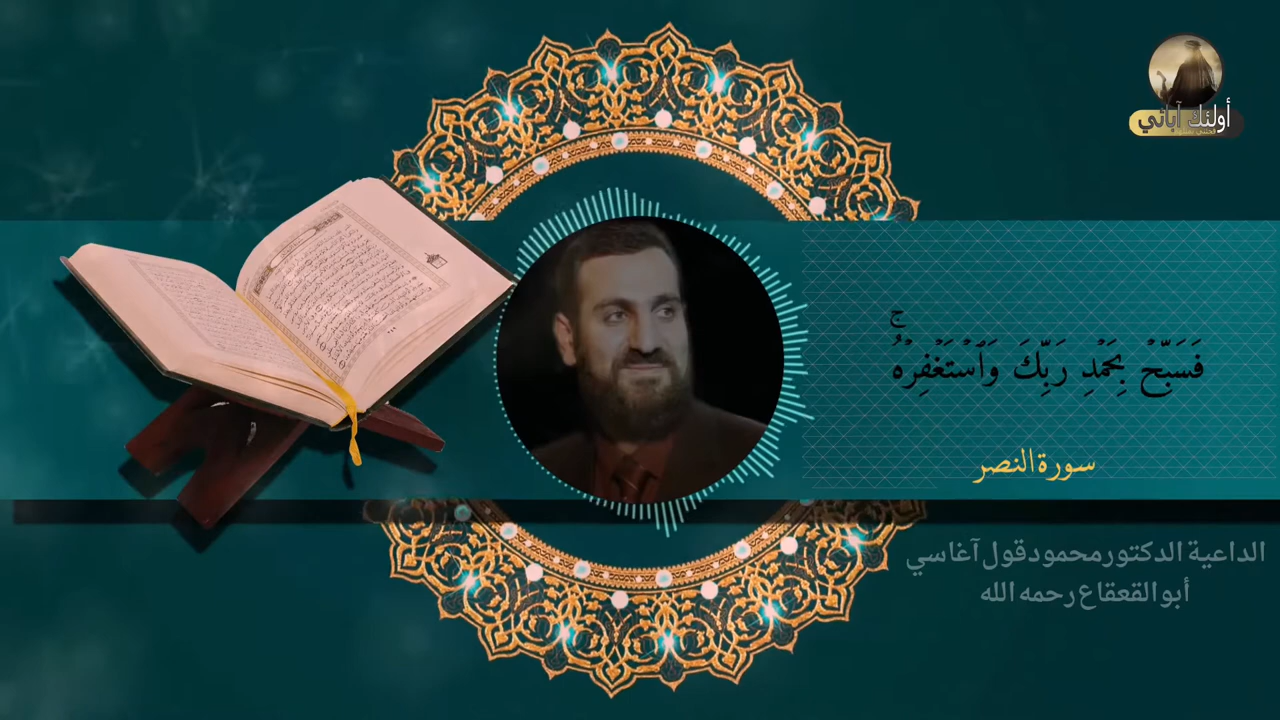 أولئك آبائي
فَسَبِّحۡ بِحَمۡدِ رَبِّكَ وَٱسۡتَغۡفِرۡهُۚ
سورة النصر
الداعية الدكتور محمود قول آغاسي
أبو القعقاع رحمه الله